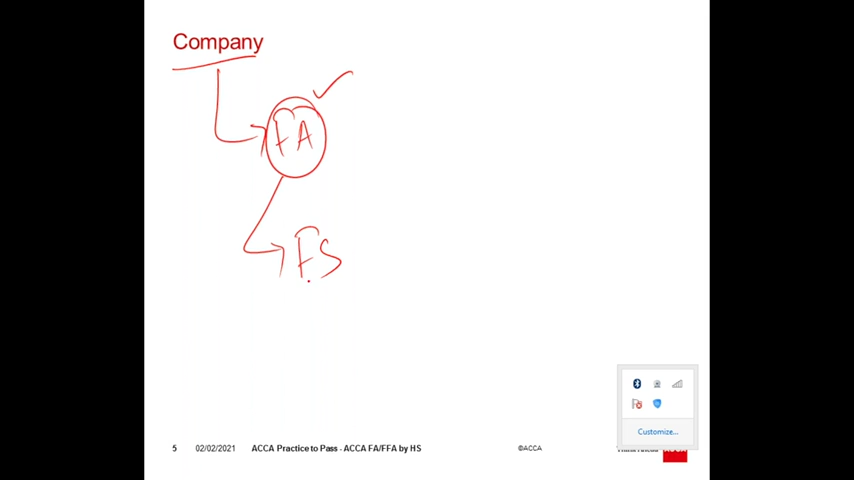 Company
FA
FS
Customize...
5 02/02/2021 ACCA Practice to Pass - ACCA FA/FFA by HS ©ACCA